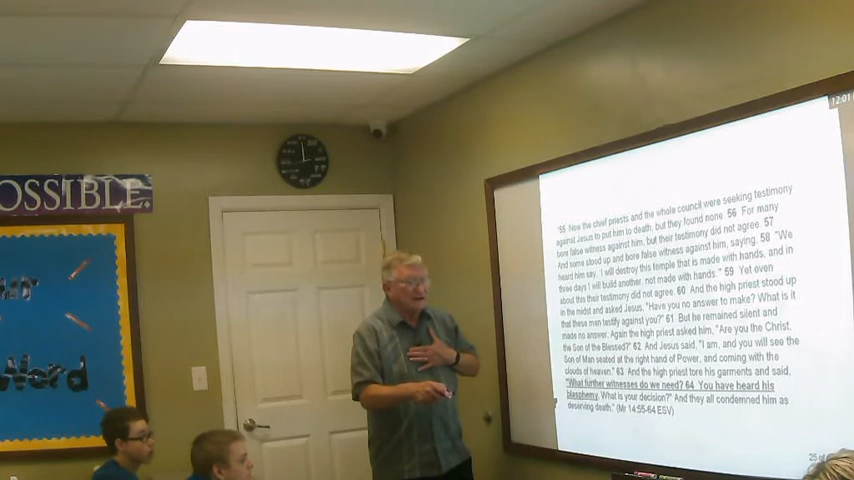 OSSIBLE.
ur
Word
12:01
"55 Now the chief priests and the whole council were seeking testimony
against Jesus to put him to death, but they found none. 56 For many
bore false witness against him, but their testimony did not agree. 57
And some stood up and bore false witness against him, saying, 58 "We
heard him say, 'I will destroy this temple that is made with hands, and in
three days I will build another, not made with hands.'" 59 Yet even
about this their testimony did not agree. 60 And the high priest stood up
in the midst and asked Jesus, "Have you no answer to make? What is it
that these men testify against you?" 61 But he remained silent and
made no answer. Again the high priest asked him, "Are you the Christ,
the Son of the Blessed?" 62 And Jesus said, "I am, and you will see the
Son of Man seated at the right hand of Power, and coming with the
clouds of heaven." 63 And the high priest tore his garments and said,
"What further witnesses do we need? 64 You have heard his
blasphemy. What is your decision?" And they all condemned him as
deserving death." (Mr 14:55-64 ESV)
25 of